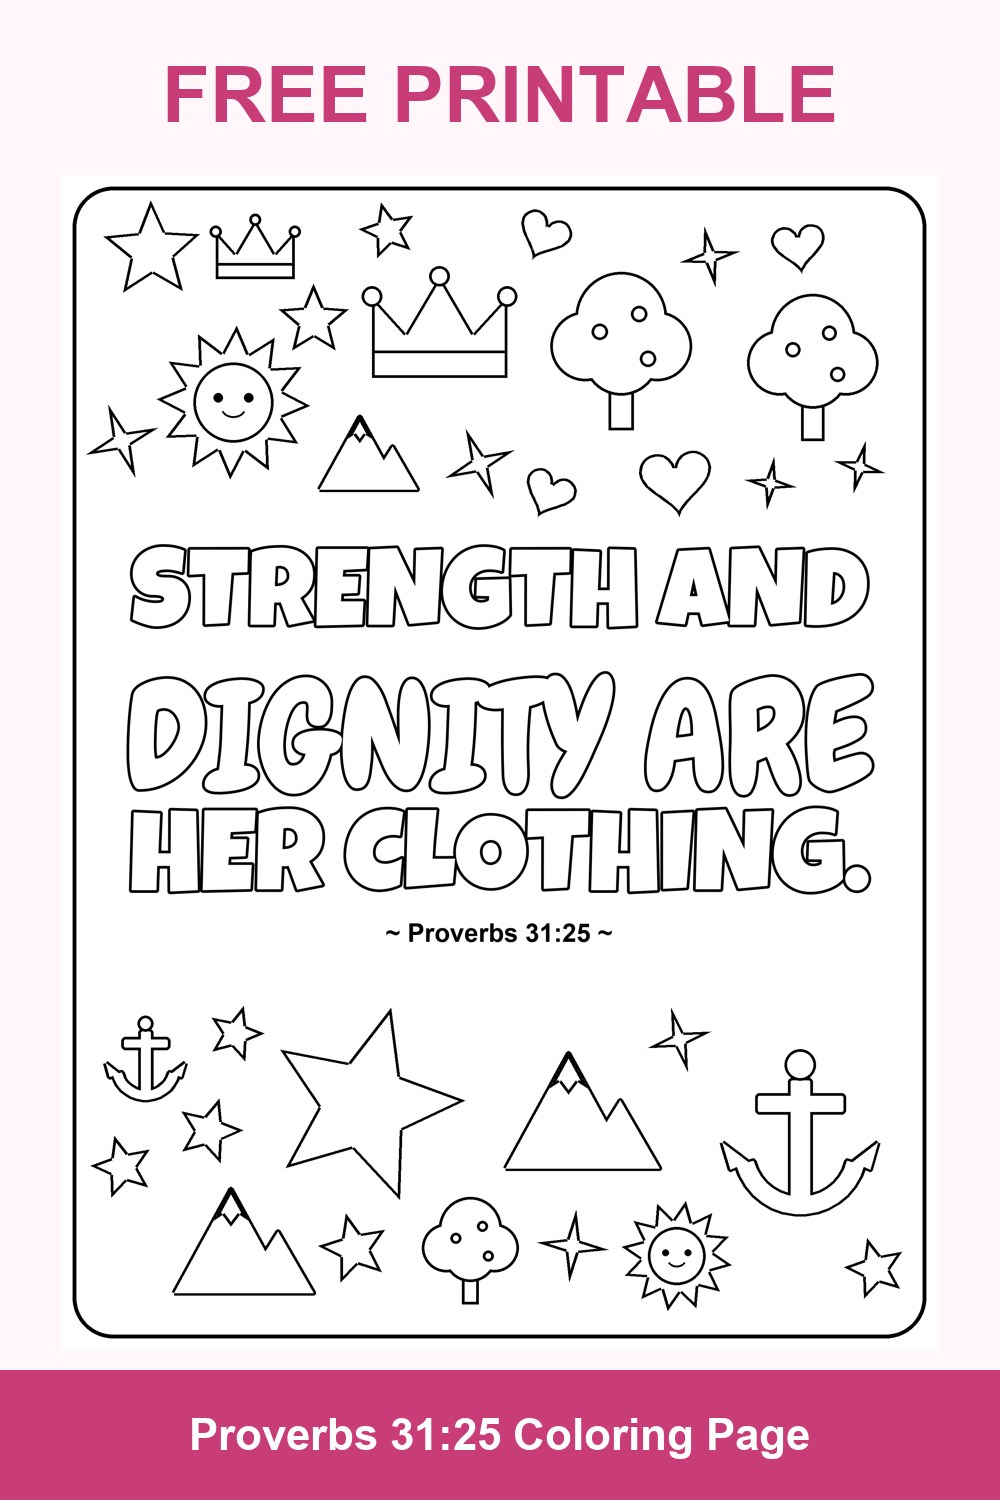 FREE PRINTABLE
STRENGTH AND
DIGNITY ARE
HER CLOTHING.
~ Proverbs 31:25 ~
Proverbs 31:25 Coloring Page